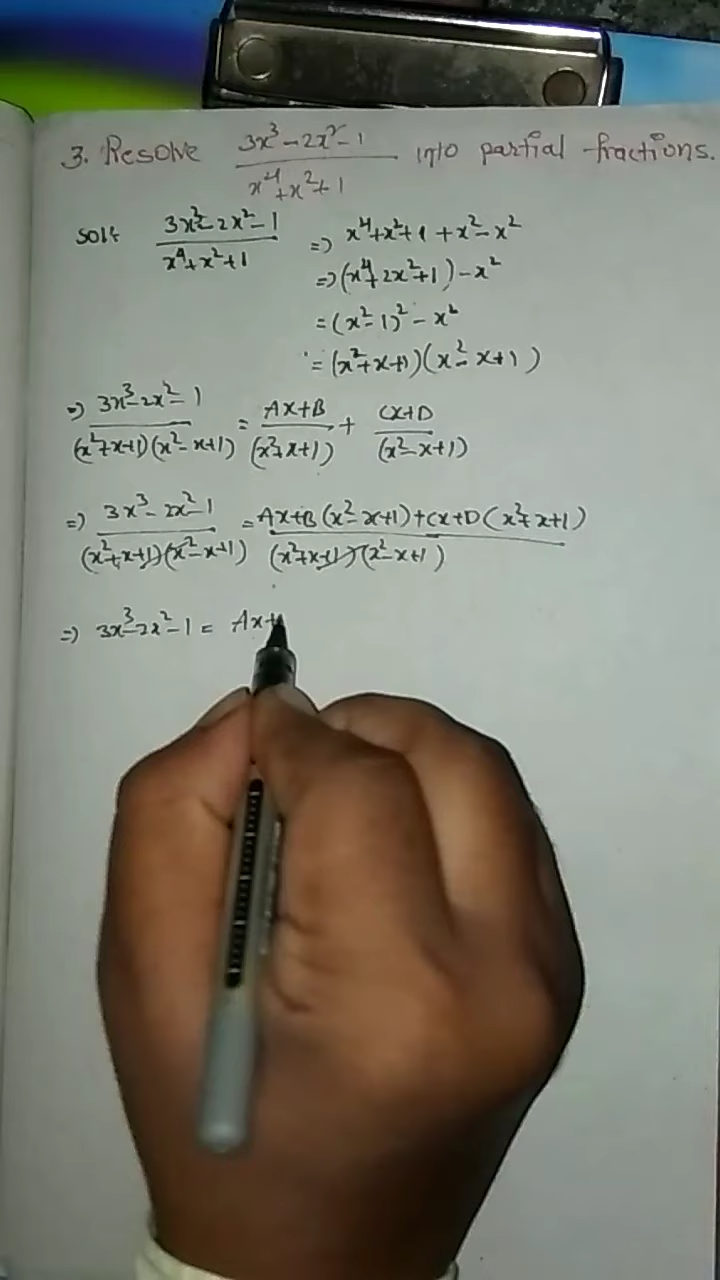 3. Resolve (3x³-2x²-1)/(x⁴+x²+1) into partial fractions.
Sol:- (3x²-2x²-1)/(x⁴+x²+1) => x⁴+x²+1+x²-x²
=> (x⁴+2x²+1)-x²
= (x²-1)²-x²
= (x²+x+1)(x²-x+1)
=> (3x³-2x²-1)/((x²+x+1)(x²-x+1)) = (Ax+B)/(x²+x+1) + (Cx+D)/(x²-x+1)
=> (3x³-2x²-1)/((x²+x+1)(x²-x+1)) = (Ax+B(x²-x+1)+Cx+D(x²+x+1))/((x²+x+1)(x²-x+1))
=> 3x³-2x²-1 = Ax+